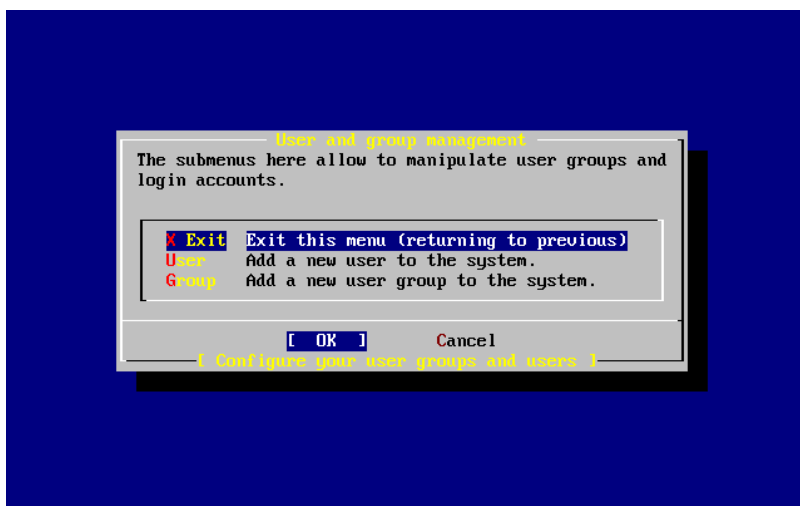 User and group management
The submenus here allow to manipulate user groups and
login accounts.
X Exit Exit this menu (returning to previous)
User Add a new user to the system.
Group Add a new user group to the system.
[ OK ] Cancel
[ Configure your user groups and users ]